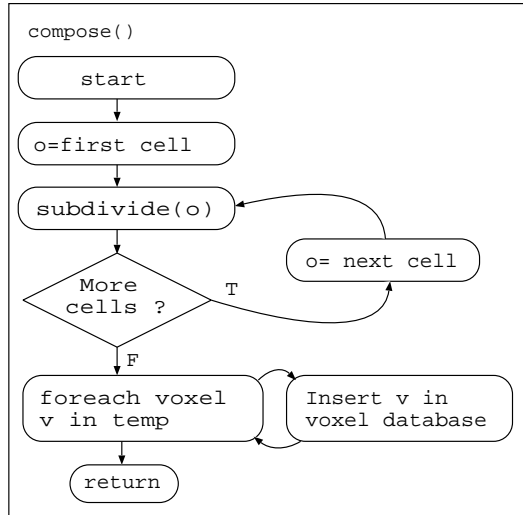 compose()
start
o=first cell
subdivide(o)
More
cells ?
T
o= next cell
F
foreach voxel
v in temp
Insert v in
voxel database
return